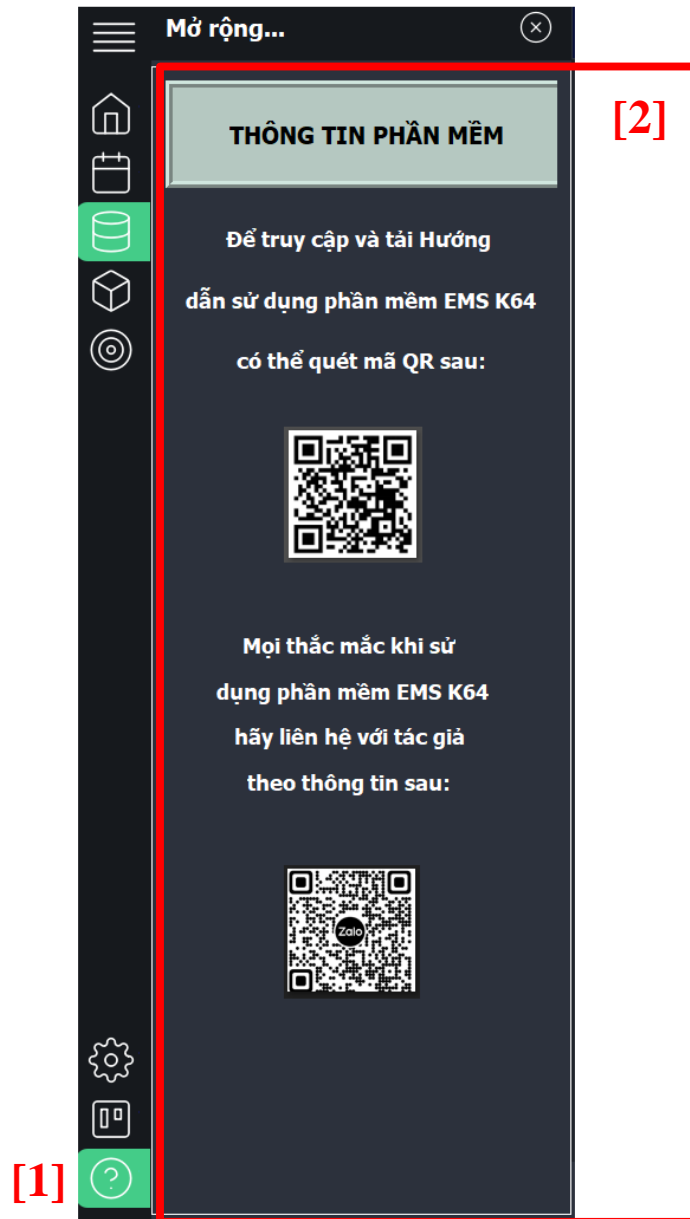 Mở rộng...
[2]
THÔNG TIN PHẦN MỀM
Để truy cập và tải Hướng
dẫn sử dụng phần mềm EMS K64
có thể quét mã QR sau:
Mọi thắc mắc khi sử
dụng phần mềm EMS K64
hãy liên hệ với tác giả
theo thông tin sau:
Zalo
[1]
?